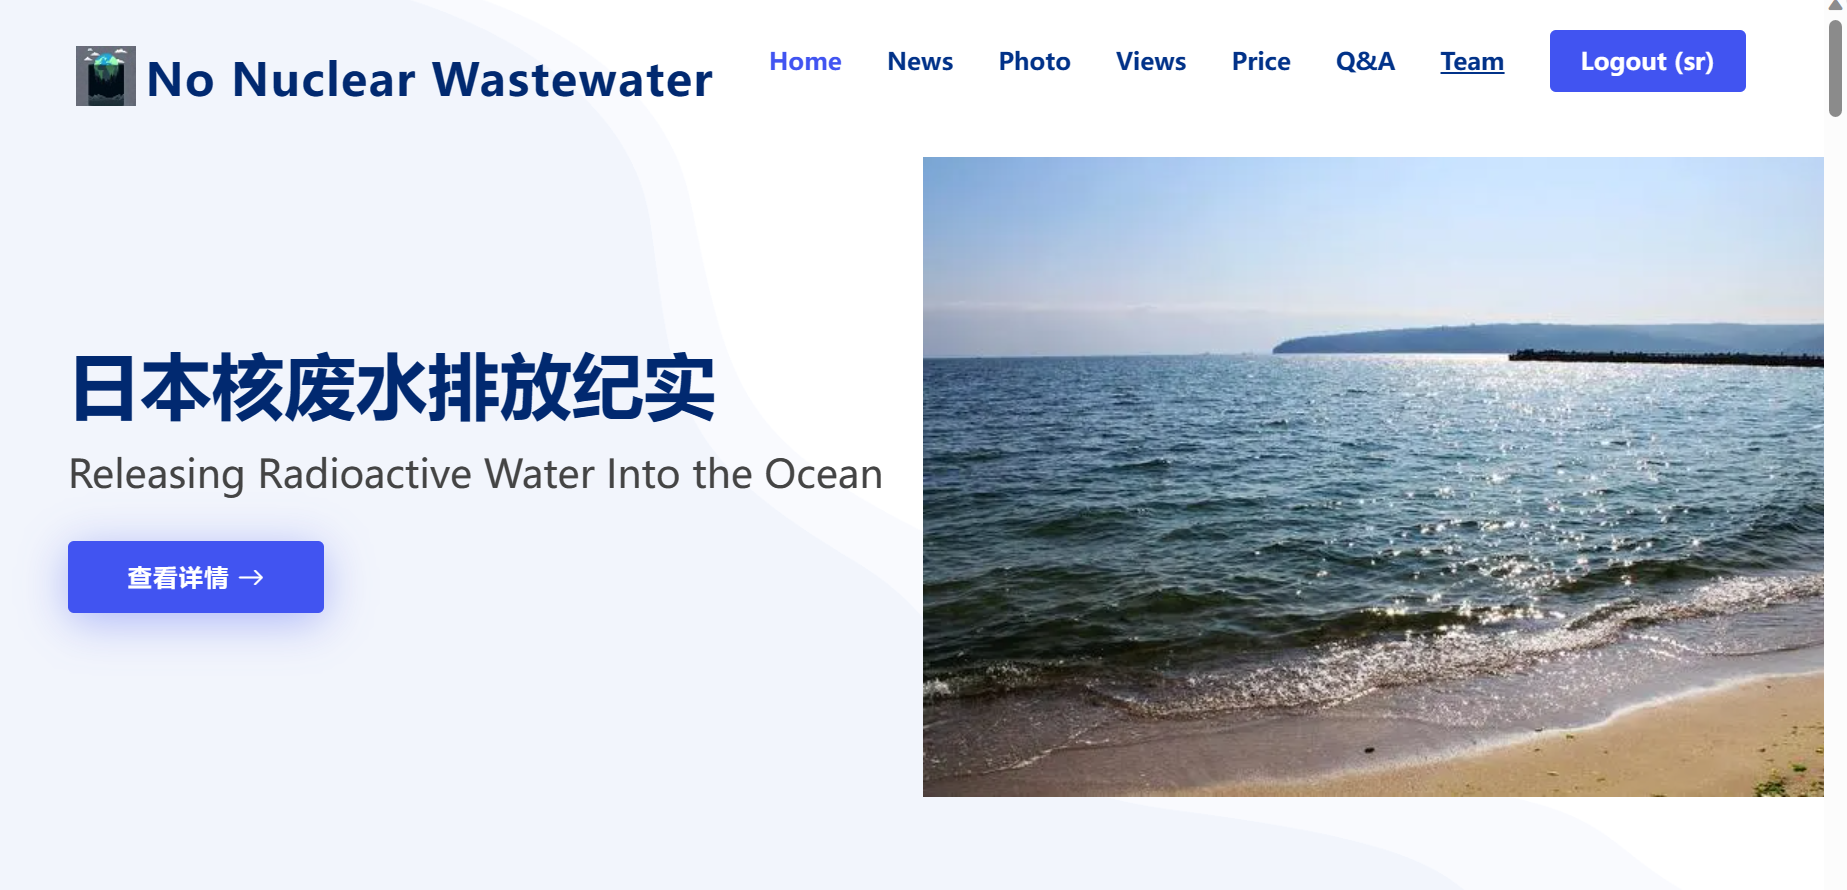 No Nuclear Wastewater
Home News Photo Views Price Q&A Team Logout (sr)
日本核废水排放纪实
Releasing Radioactive Water Into the Ocean
查看详情 →